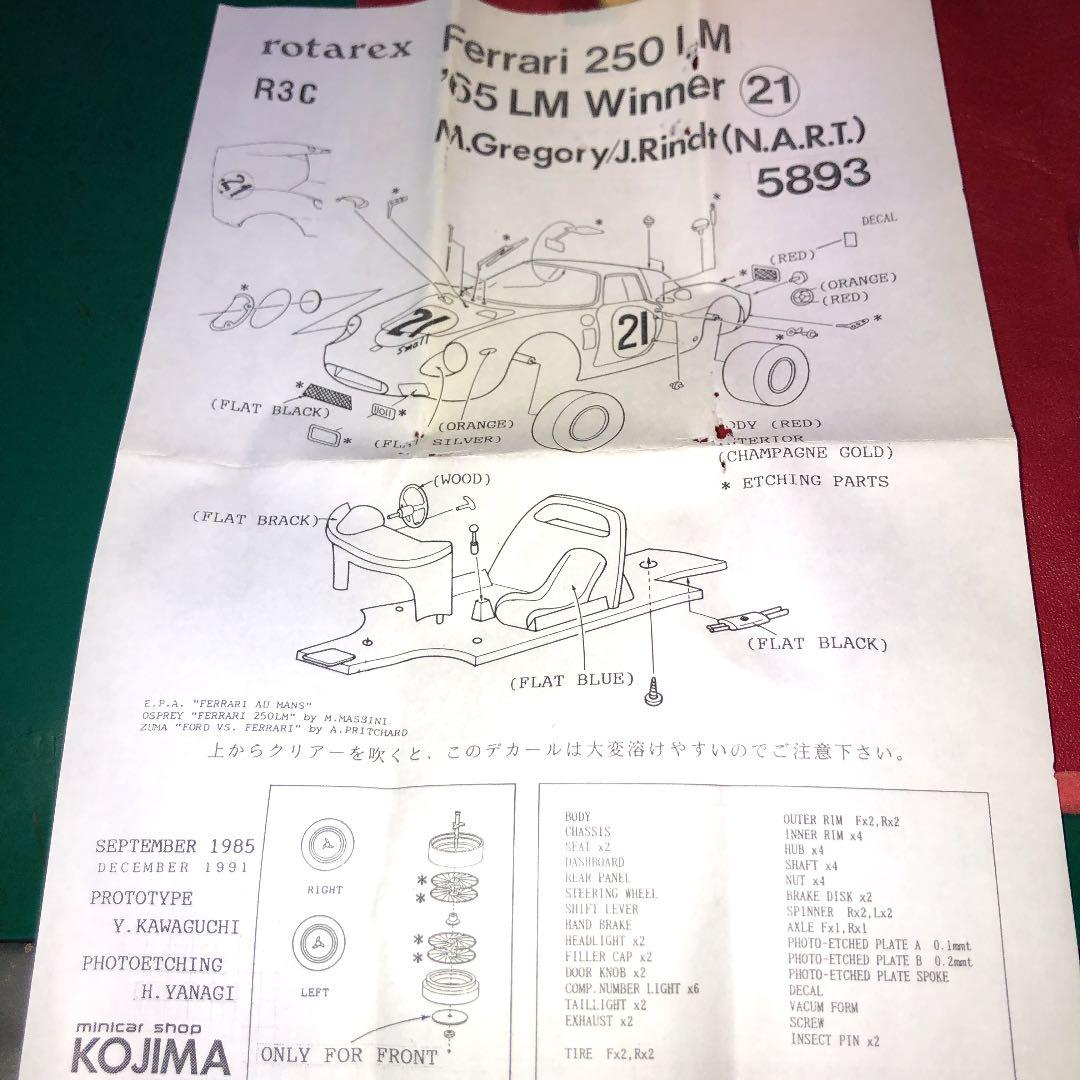 rotarex
R3C
Ferrari 250 LM
'65 LM Winner 21
M.Gregory/J.Rindt (N.A.R.T.)
5893
21
*
*
*
*
*
DECAL
(RED)
*
(ORANGE)
(RED)
*
*
21
small
21
*
(FLAT BLACK)
*
*
(ORANGE)
SILVER)
(RED)
(CHAMPAGNE GOLD)
* ETCHING PARTS
(WOOD)
(FLAT BRACK)
(FLAT BLACK)
(FLAT BLUE)
E.P.A. "FERRARI AU MANS"
OSPREY "FERRARI 250LM" by M.MASSINI
ZUMA "FORD VS. FERRARI" by A.PRITCHARD
上からクリアーを吹くと、このデカールは大変溶けやすいのでご注意下さい。
SEPTEMBER 1985
DECEMBER 1991
PROTOTYPE
Y.KAWAGUCHI
PHOTOETCHING
H.YANAGI
minicar shop
KOJIMA
RIGHT
LEFT
*
*
*
*
ONLY FOR FRONT
BODY
CHASSIS
SEAT x2
DASHBOARD
REAR PANEL
STEERING WHEEL
SHIFT LEVER
HAND BRAKE
HEADLIGHT x2
FILLER CAP x2
DOOR KNOB x2
COMP.NUMBER LIGHT x6
TAILLIGHT x2
EXHAUST x2
TIRE Fx2,Rx2
OUTER RIM Fx2,Rx2
INNER RIM x4
HUB x4
SHAFT x4
NUT x4
BRAKE DISK x2
SPINNER Rx2,Lx2
AXLE Fx1,Rx1
PHOTO-ETCHED PLATE A 0.1mmt
PHOTO-ETCHED PLATE B 0.2mmt
PHOTO-ETCHED PLATE SPOKE
DECAL
VACUM FORM
SCREW
INSECT PIN x2